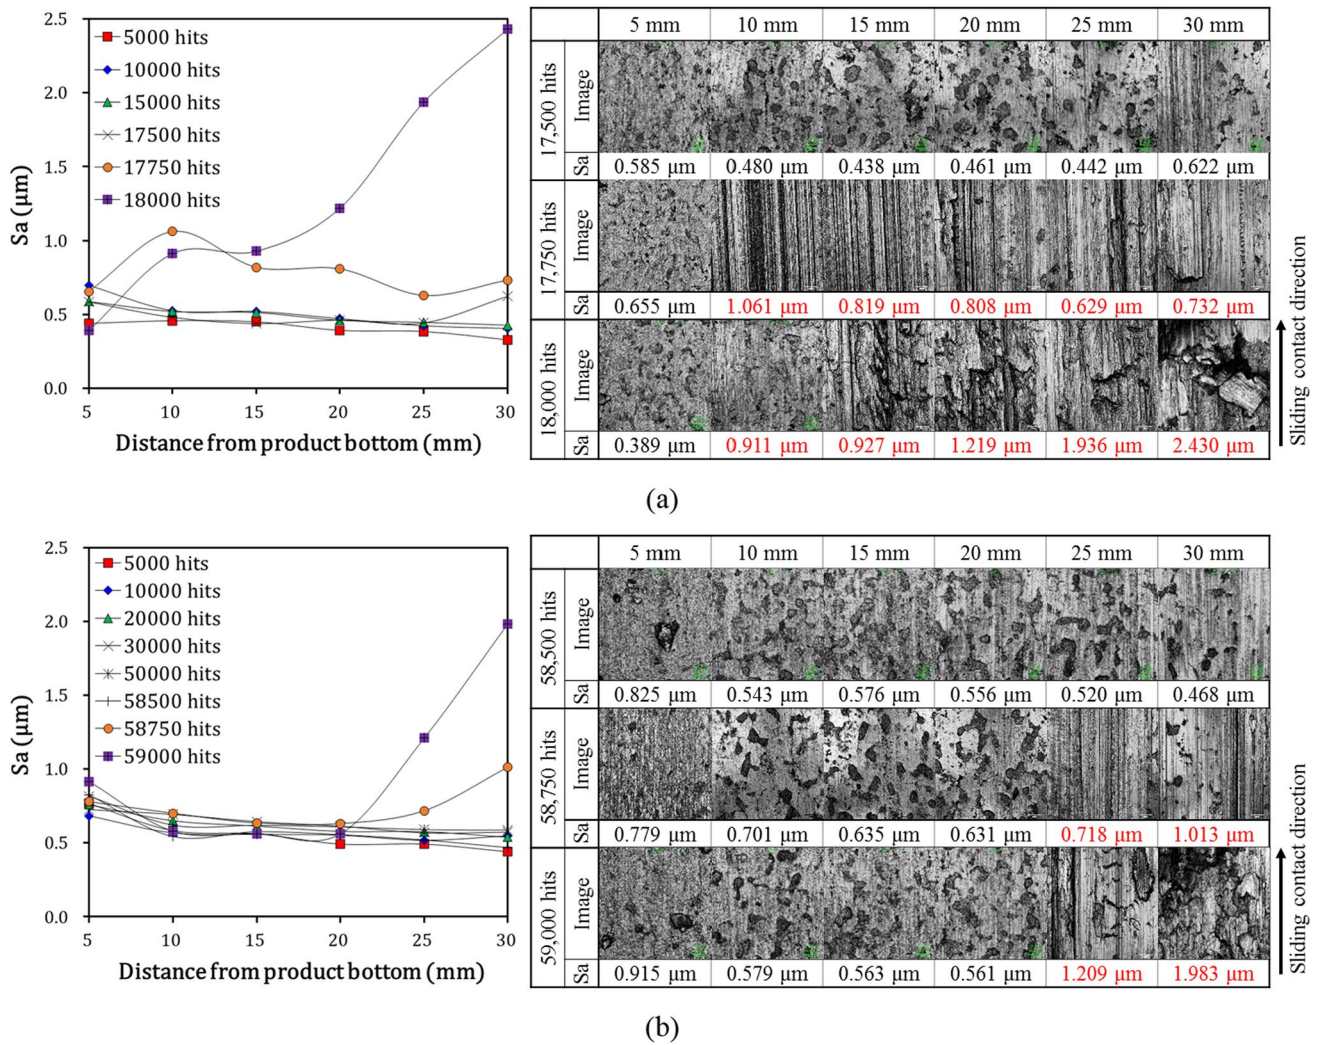 2.5
2.0
1.5
1.0
0.5
0.0
Sa (µm)
5000 hits
10000 hits
15000 hits
17500 hits
17750 hits
18000 hits
5 10 15 20 25 30
Distance from product bottom (mm)
5 mm 10 mm 15 mm 20 mm 25 mm 30 mm
17,500 hits
Image
Sa 0.585 µm 0.480 µm 0.438 µm 0.461 µm 0.442 µm 0.622 µm
17,750 hits
Image
Sa 0.655 µm 1.061 µm 0.819 µm 0.808 µm 0.629 µm 0.732 µm
18,000 hits
Image
Sa 0.389 µm 0.911 µm 0.927 µm 1.219 µm 1.936 µm 2.430 µm
Sliding contact direction
(a)
2.5
2.0
1.5
1.0
0.5
0.0
Sa (µm)
5000 hits
10000 hits
20000 hits
30000 hits
50000 hits
58500 hits
58750 hits
59000 hits
5 10 15 20 25 30
Distance from product bottom (mm)
5 mm 10 mm 15 mm 20 mm 25 mm 30 mm
58,500 hits
Image
Sa 0.825 µm 0.543 µm 0.576 µm 0.556 µm 0.520 µm 0.468 µm
58,750 hits
Image
Sa 0.779 µm 0.701 µm 0.635 µm 0.631 µm 0.718 µm 1.013 µm
59,000 hits
Image
Sa 0.915 µm 0.579 µm 0.563 µm 0.561 µm 1.209 µm 1.983 µm
Sliding contact direction
(b)